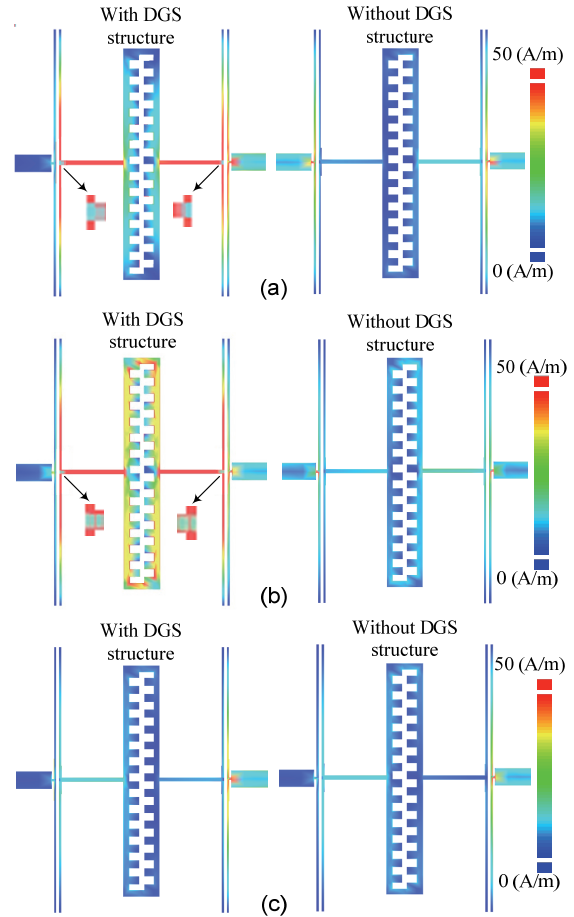 With DGS
structure
Without DGS
structure
50 (A/m)
0 (A/m)
(a)
With DGS
structure
Without DGS
structure
50 (A/m)
0 (A/m)
(b)
With DGS
structure
Without DGS
structure
50 (A/m)
0 (A/m)
(c)